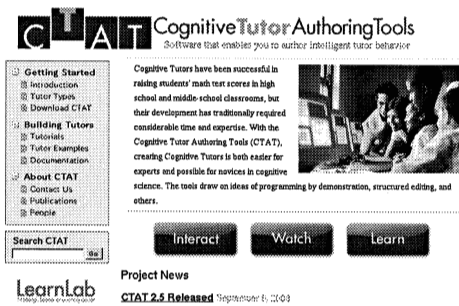 CTAT
Cognitive Tutor Authoring Tools
Software that enables you to author intelligent tutor behavior
Getting Started
Introduction
Tutor Types
Download CTAT
Building Tutors
Tutorials
Tutor Examples
Documentation
About CTAT
Contact Us
Publications
People
Search CTAT
Go
LearnLab
Cognitive Tutors have been successful in
raising students' math test scores in high
school and middle-school classrooms, but
their development has traditionally required
considerable time and expertise. With the
Cognitive Tutor Authoring Tools (CTAT),
creating Cognitive Tutors is both easier for
experts and possible for novices in cognitive
science. The tools draw on ideas of programming by demonstration, structured editing, and
others.
Interact
Watch
Learn
Project News
CTAT 2.5 Released